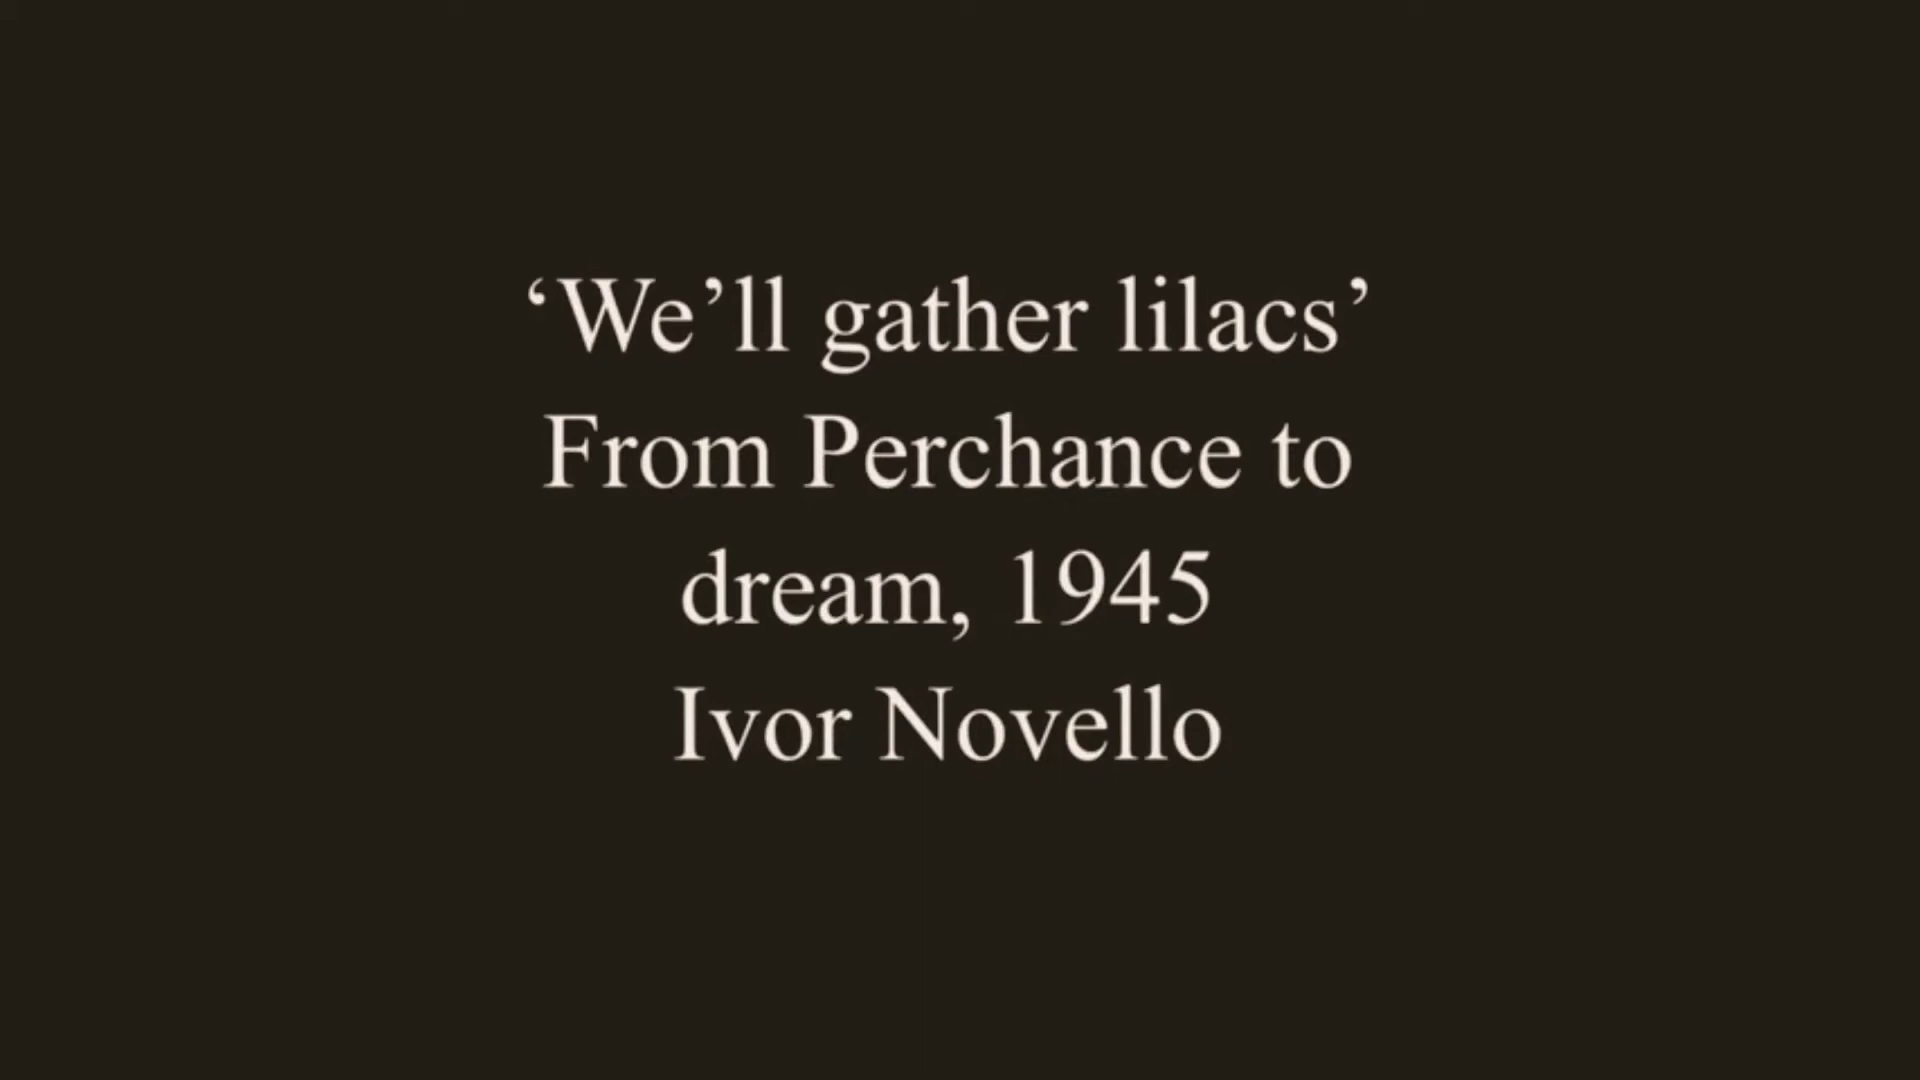 ‘We’ll gather lilacs’
From Perchance to
dream, 1945
Ivor Novello